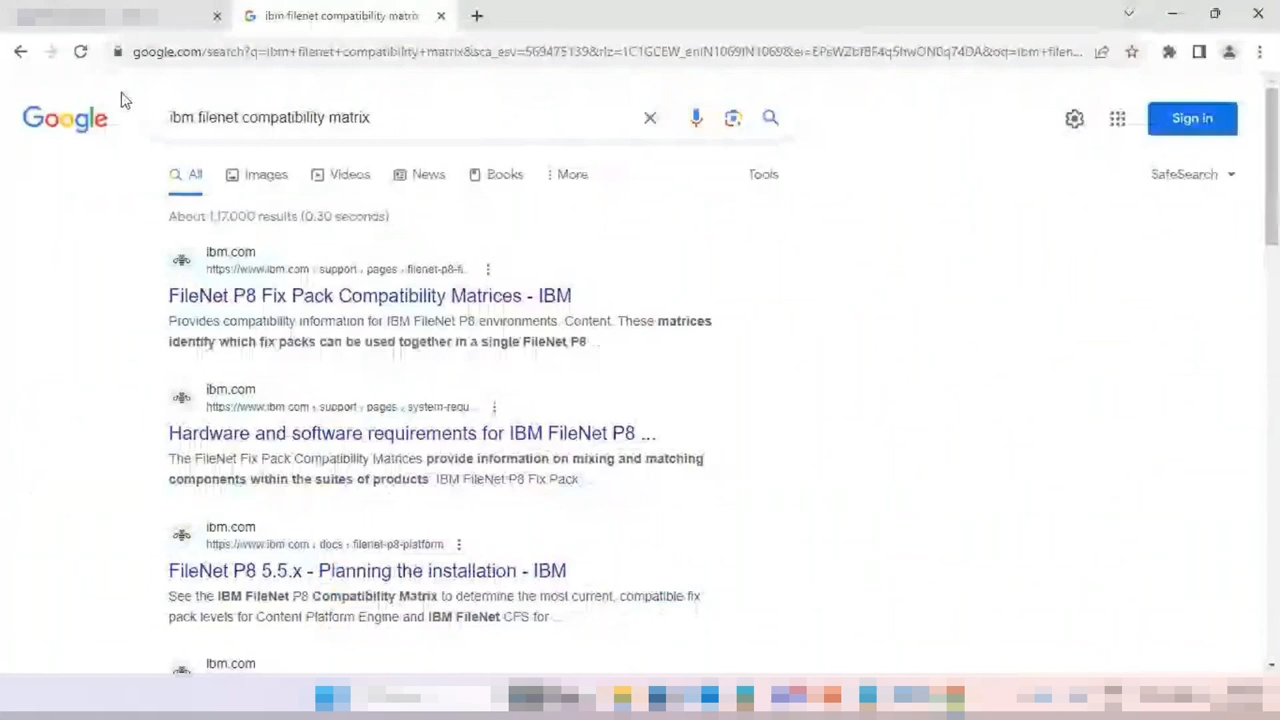 ibm filenet compatibility matrix
google.com/search?q=ibm+filenet+compatibility+matrix&sca_esv=569475139&rlz=1C1GCEW_enIN1069IN1069&ei=
Google
ibm filenet compatibility matrix
Sign in
All Images Videos News Books More Tools SafeSearch
About 1,17,000 results (0.30 seconds)
ibm.com
https://www.ibm.com › support › pages › filenet-p8-fi...
FileNet P8 Fix Pack Compatibility Matrices - IBM
Provides compatibility information for IBM FileNet P8 environments. Content. These matrices
identify which fix packs can be used together in a single FileNet P8 ...
ibm.com
https://www.ibm.com › support › pages › system-requ...
Hardware and software requirements for IBM FileNet P8 ...
The FileNet Fix Pack Compatibility Matrices provide information on mixing and matching
components within the suites of products. IBM FileNet P8 Fix Pack ...
ibm.com
https://www.ibm.com › docs › filenet-p8-platform
FileNet P8 5.5.x - Planning the installation - IBM
See the IBM FileNet P8 Compatibility Matrix to determine the most current, compatible fix
pack levels for Content Platform Engine and IBM FileNet CFS for ...
ibm.com